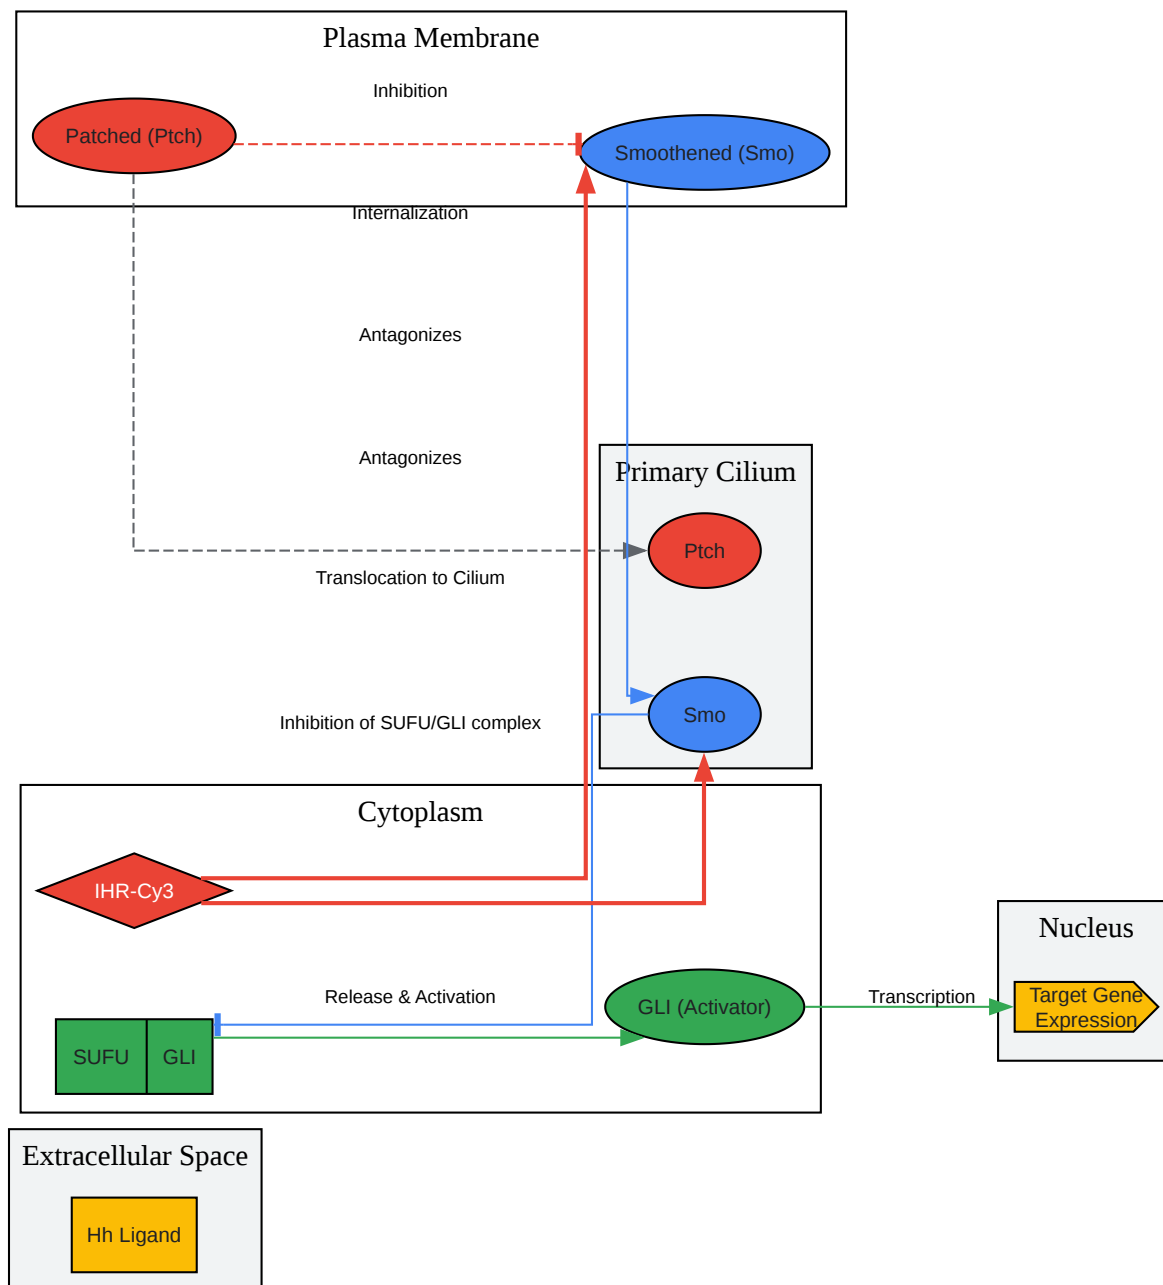 Plasma Membrane
Inhibition
Patched (Ptch)
Smoothened (Smo)
Internalization
Antagonizes
Antagonizes
Primary Cilium
Ptch
Translocation to Cilium
Smo
Inhibition of SUFU/GLI complex
Cytoplasm
IHR-Cy3
Nucleus
Release & Activation
GLI (Activator)
Transcription
Target Gene
Expression
SUFU
GLI
Extracellular Space
Hh Ligand